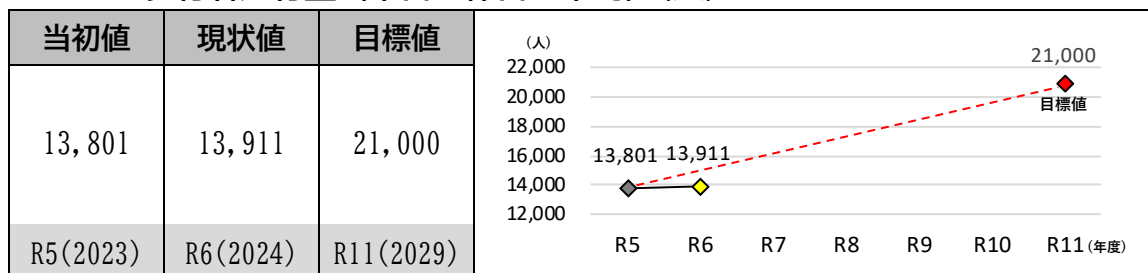 当初値 現状値 目標値
13,801 13,911 21,000
R5(2023) R6(2024) R11(2029)
(人)
22,000
20,000
18,000
16,000
14,000
12,000
13,801 13,911
21,000
目標値
R5 R6 R7 R8 R9 R10 R11 (年度)